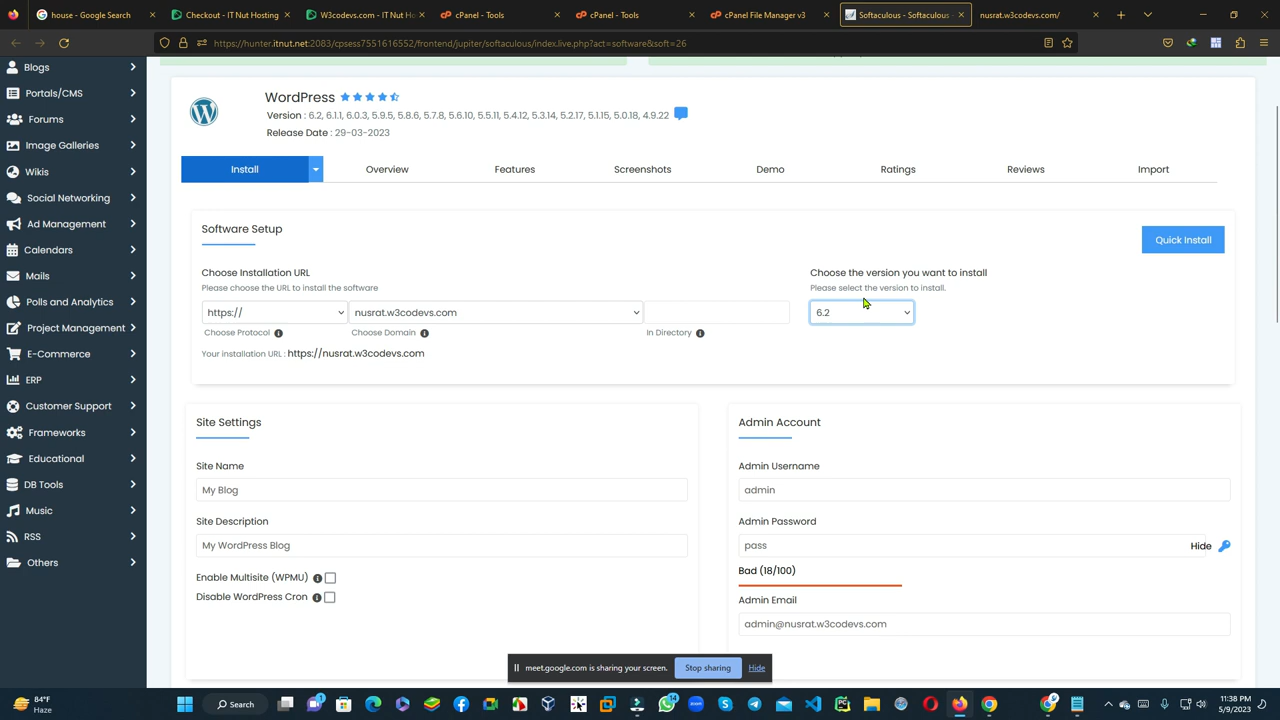 house - Google Search
Checkout - IT Nut Hosting
W3codevs.com — IT Nut H
cPanel - Tools
cPanel - Tools
cPanel File Manager v3
Softaculous - Softaculous -
nusrat.w3codevs.com/
https://hunter.itnut.net:2083/cpsess7551616552/frontend/jupiter/softaculous/index.live.php?act=software&soft=26
Blogs
Portals/CMS
Forums
Image Galleries
Wikis
Social Networking
Ad Management
Calendars
Mails
Polls and Analytics
Project Management
E-Commerce
ERP
Customer Support
Frameworks
Educational
DB Tools
Music
RSS
Others
WordPress
Version : 6.2, 6.1.1, 6.0.3, 5.9.5, 5.8.6, 5.7.8, 5.6.10, 5.5.11, 5.4.12, 5.3.14, 5.2.17, 5.1.15, 5.0.18, 4.9.22
Release Date : 29-03-2023
Install
Overview
Features
Screenshots
Demo
Ratings
Reviews
Import
Software Setup
Quick Install
Choose Installation URL
Please choose the URL to install the software
https://
nusrat.w3codevs.com
Choose Protocol
Choose Domain
In Directory
Your installation URL : https://nusrat.w3codevs.com
Choose the version you want to install
Please select the version to install.
6.2
Site Settings
Site Name
My Blog
Site Description
My WordPress Blog
Enable Multisite (WPMU)
Disable WordPress Cron
Admin Account
Admin Username
admin
Admin Password
pass
Hide
Bad (18/100)
Admin Email
admin@nusrat.w3codevs.com
meet.google.com is sharing your screen.
Stop sharing
Hide
84°F
Haze
Search
1
14
zoom
11:38 PM
5/9/2023